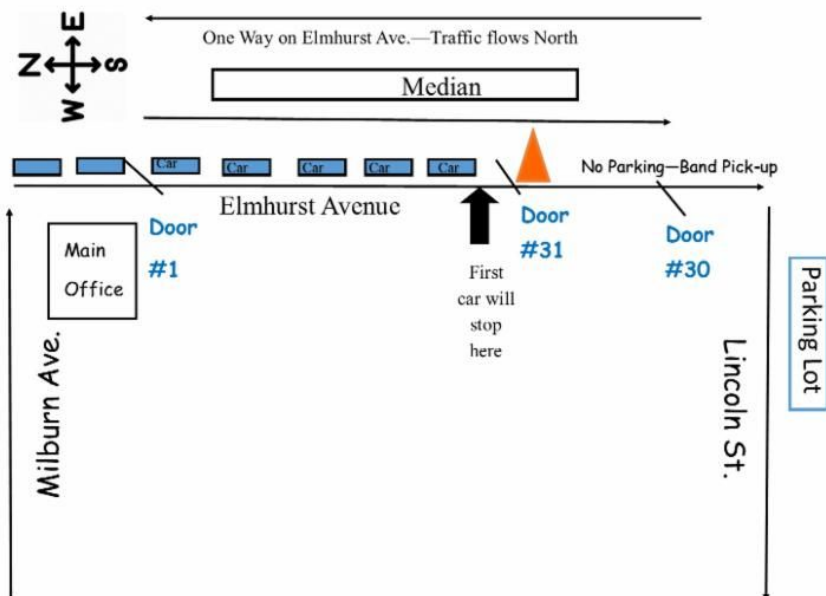 E
N
S
W
One Way on Elmhurst Ave.—Traffic flows North
Median
Car
Car
Car
Car
Car
No Parking—Band Pick-up
Elmhurst Avenue
Door
#1
Door
#31
Door
#30
Main
Office
First
car will
stop
here
Milburn Ave.
Lincoln St.
Parking Lot